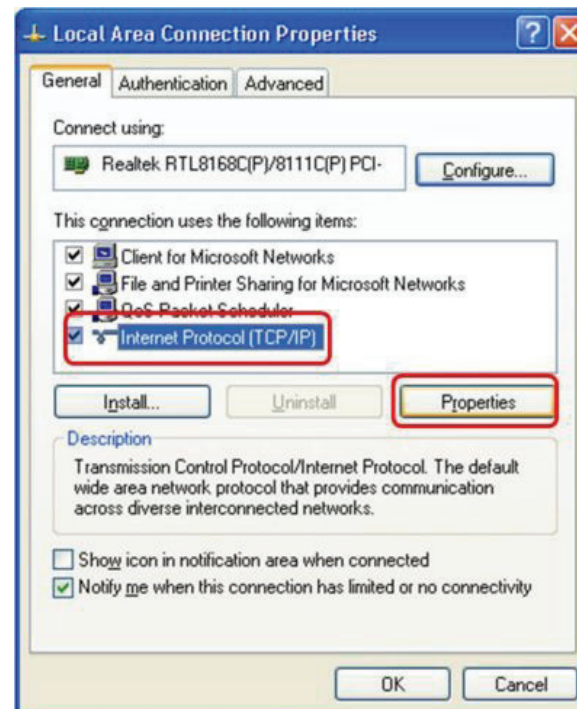 Local Area Connection Properties
General Authentication Advanced
Connect using:
Realtek RTL8168C(P)/8111C(P) PCI-
Configure...
This connection uses the following items:
Client for Microsoft Networks
File and Printer Sharing for Microsoft Networks
QoS Packet Scheduler
Internet Protocol (TCP/IP)
Install... Uninstall Properties
Description
Transmission Control Protocol/Internet Protocol. The default
wide area network protocol that provides communication
across diverse interconnected networks.
Show icon in notification area when connected
Notify me when this connection has limited or no connectivity
OK Cancel